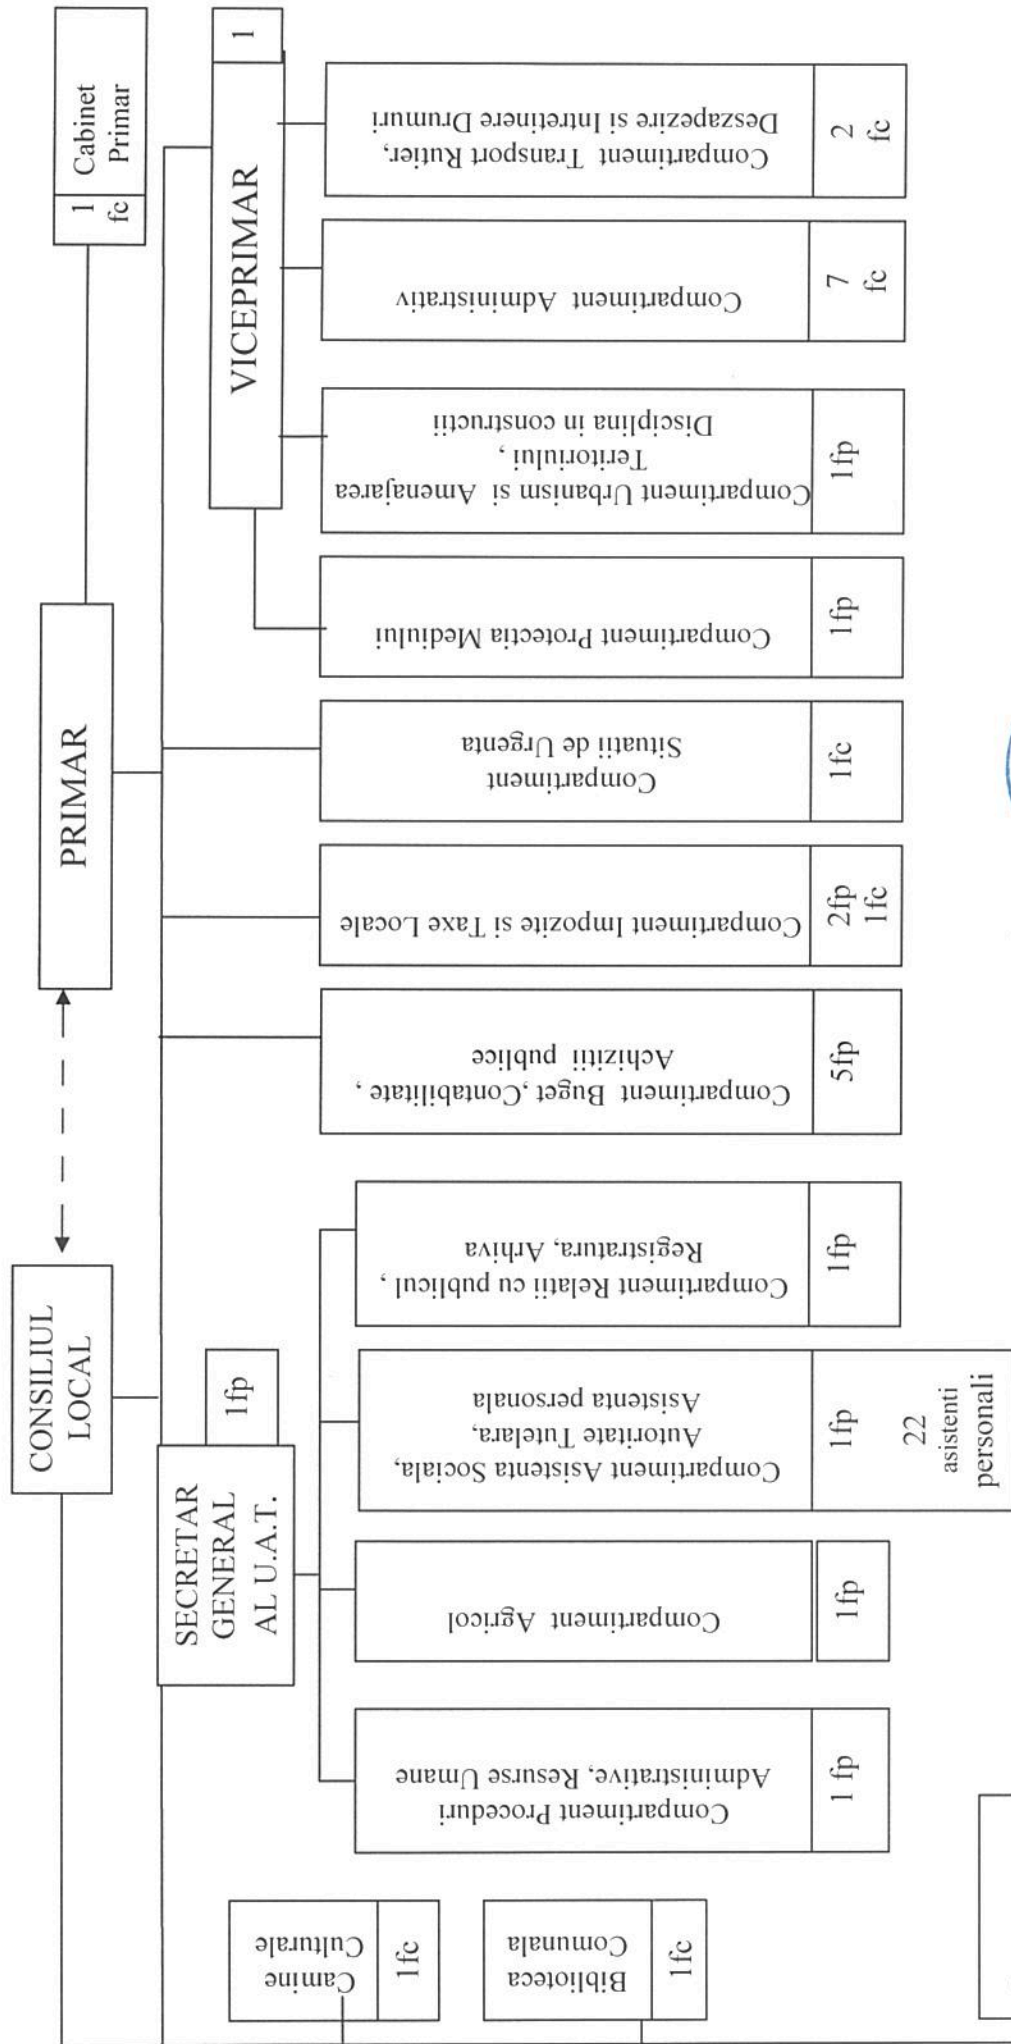 CONSILIUL
LOCAL
PRIMAR
1
fc
Cabinet
Primar
SECRETAR
GENERAL
AL U.A.T.
1fp
VICEPRIMAR
1
Camine
Culturale
1fc
Biblioteca
Comunala
1fc
Compartiment Proceduri
Administrative, Resurse Umane
1 fp
Compartiment Agricol
1fp
Compartiment Asistenta Sociala,
Autoritate Tutelara,
Asistenta personala
1fp
22
asistenti
personali
Compartiment Relatii cu publicul ,
Registratura, Arhiva
1fp
Compartiment Buget ,Contabilitate ,
Achizitii publice
5fp
Compartiment Impozite si Taxe Locale
2fp
1fc
Compartiment
Situatii de Urgenta
1fc
Compartiment Protectia Mediului
1fp
Compartiment Urbanism si Amenajarea
Teritoriului ,
Disciplina in constructii
1fp
Compartiment Administrativ
7
fc
Compartiment Transport Rutier,
Deszapezire si Intretinere Drumuri
2
fc